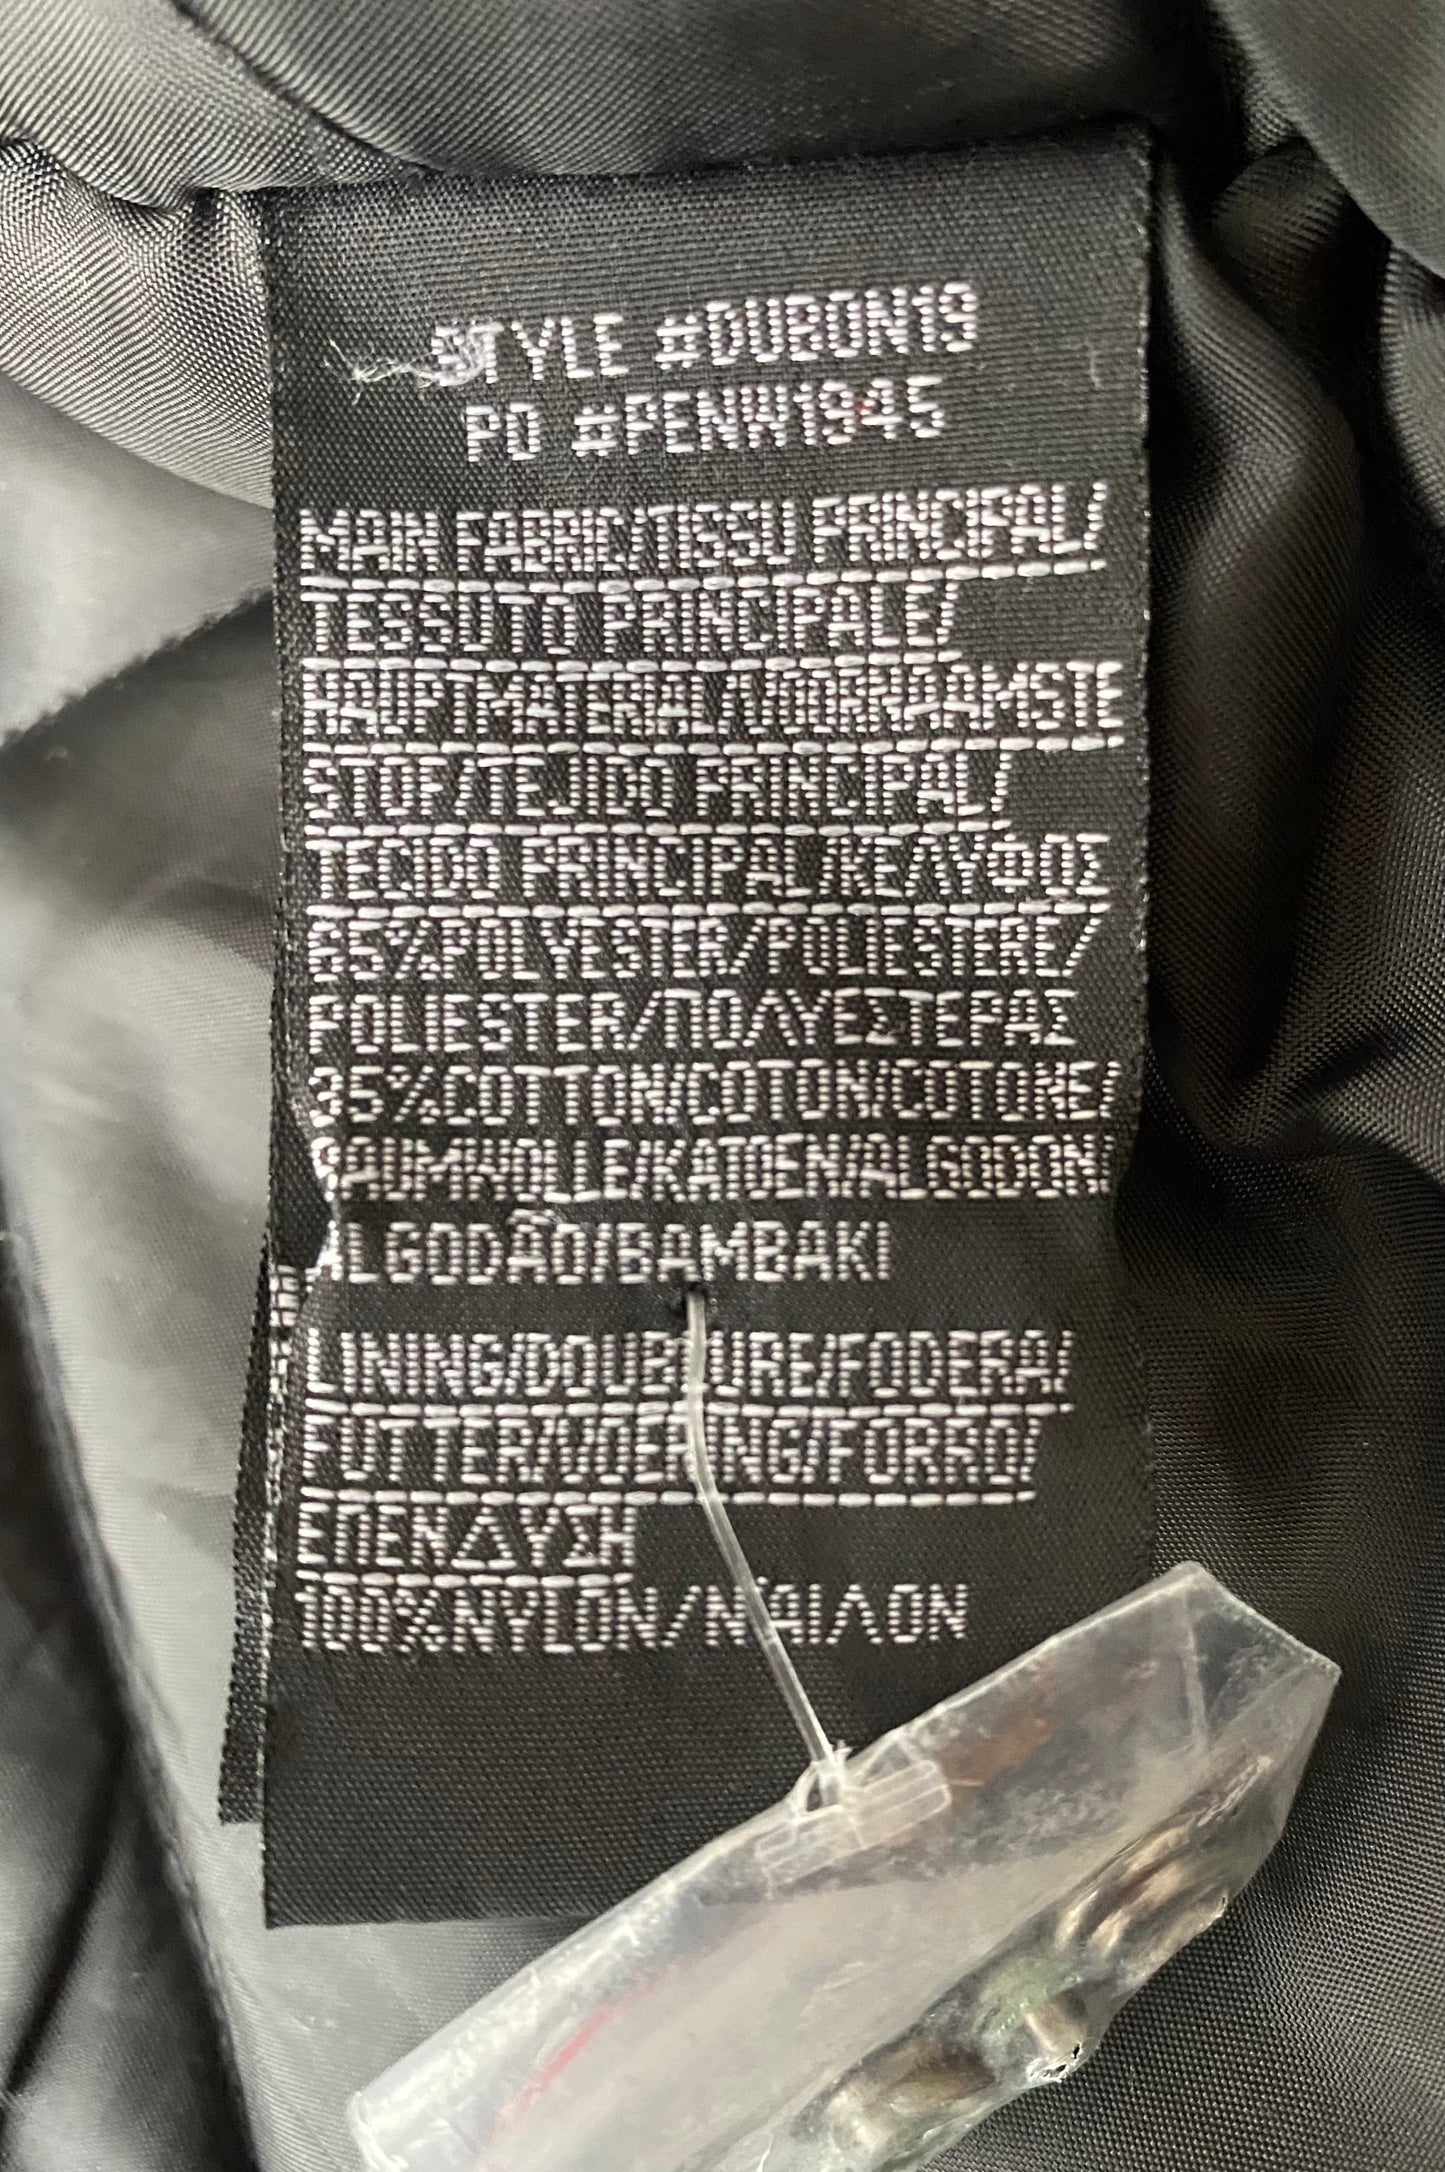 STYLE #DUBON19
PO #PENW1945
MAIN FABRIC/TISSU PRINCIPAL/
TESSUTO PRINCIPALE/
HAUPTMATERIAL/VOORNAAMSTE
STOF/TEJIDO PRINCIPAL/
TECIDO PRINCIPAL/ΚΕΛΥΦΟΣ
65%POLYESTER/POLIESTERE/
POLIESTER/ΠΟΛΥΕΣΤΕΡΑΣ
35%COTTON/COTON/COTONE/
BAUMWOLLE/KATOEN/ALGODON/
ALGODÃO/BAMBAKI
LINING/DOUBLURE/FODERA/
FUTTER/VOERING/FORRO/
ΕΠΕΝΔΥΣΗ
100%NYLON/ΝΑΙΛΟΝ